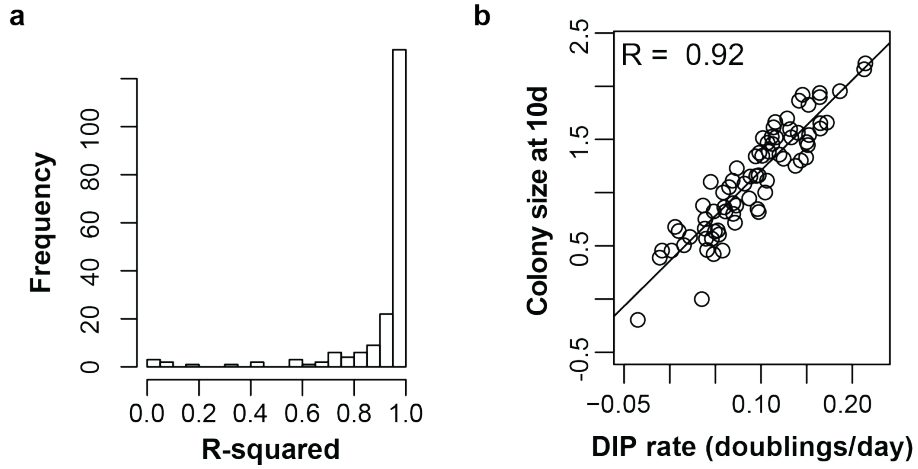 a
Frequency
0 20 40 60 80 100
0.0 0.2 0.4 0.6 0.8 1.0
R-squared
b
R = 0.92
Colony size at 10d
-0.5 0.5 1.5 2.5
−0.05 0.10 0.20
DIP rate (doublings/day)